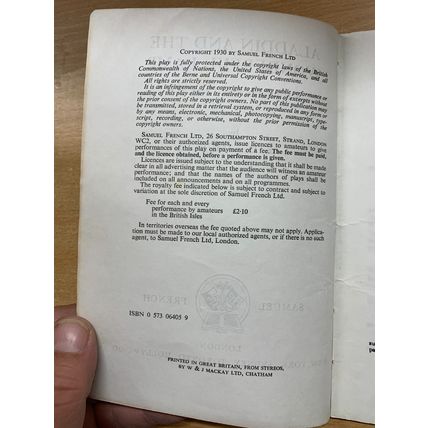 COPYRIGHT 1930 BY SAMUEL FRENCH LTD
This play is fully protected under the copyright laws of the British
Commonwealth of Nations, the United States of America, and all
countries of the Berne and Universal Copyright Conventions.
All rights are strictly reserved.
It is an infringement of the copyright to give any public performance or
reading of this play either in its entirety or in the form of excerpts without
the prior consent of the copyright owners. No part of this publication may
be transmitted, stored in a retrieval system, or reproduced in any form or
by any means, electronic, mechanical, photocopying, manuscript, type-
script, recording, or otherwise, without the prior permission of the
copyright owners.
SAMUEL FRENCH LTD, 26 SOUTHAMPTON STREET, STRAND, LONDON
WC2, or their authorized agents, issue licences to amateurs to give
performances of this play on payment of a fee. The fee must be paid,
and the licence obtained, before a performance is given.
Licences are issued subject to the understanding that it shall be made
clear in all advertising matter that the audience will witness an amateur
performance; and that the names of the authors of plays shall be
included on all announcements and on all programmes.
The royalty fee indicated below is subject to contract and subject to
variation at the sole discretion of Samuel French Ltd.
Fee for each and every
performance by amateurs £2·10
in the British Isles
In territories overseas the fee quoted above may not apply. Applica-
tion must be made to our local authorized agents, or if there is no such
agent, to Samuel French Ltd, London.
ISBN 0 573 06405 9
PRINTED IN GREAT BRITAIN, FROM STEREOS,
BY W & J MACKAY LTD, CHATHAM